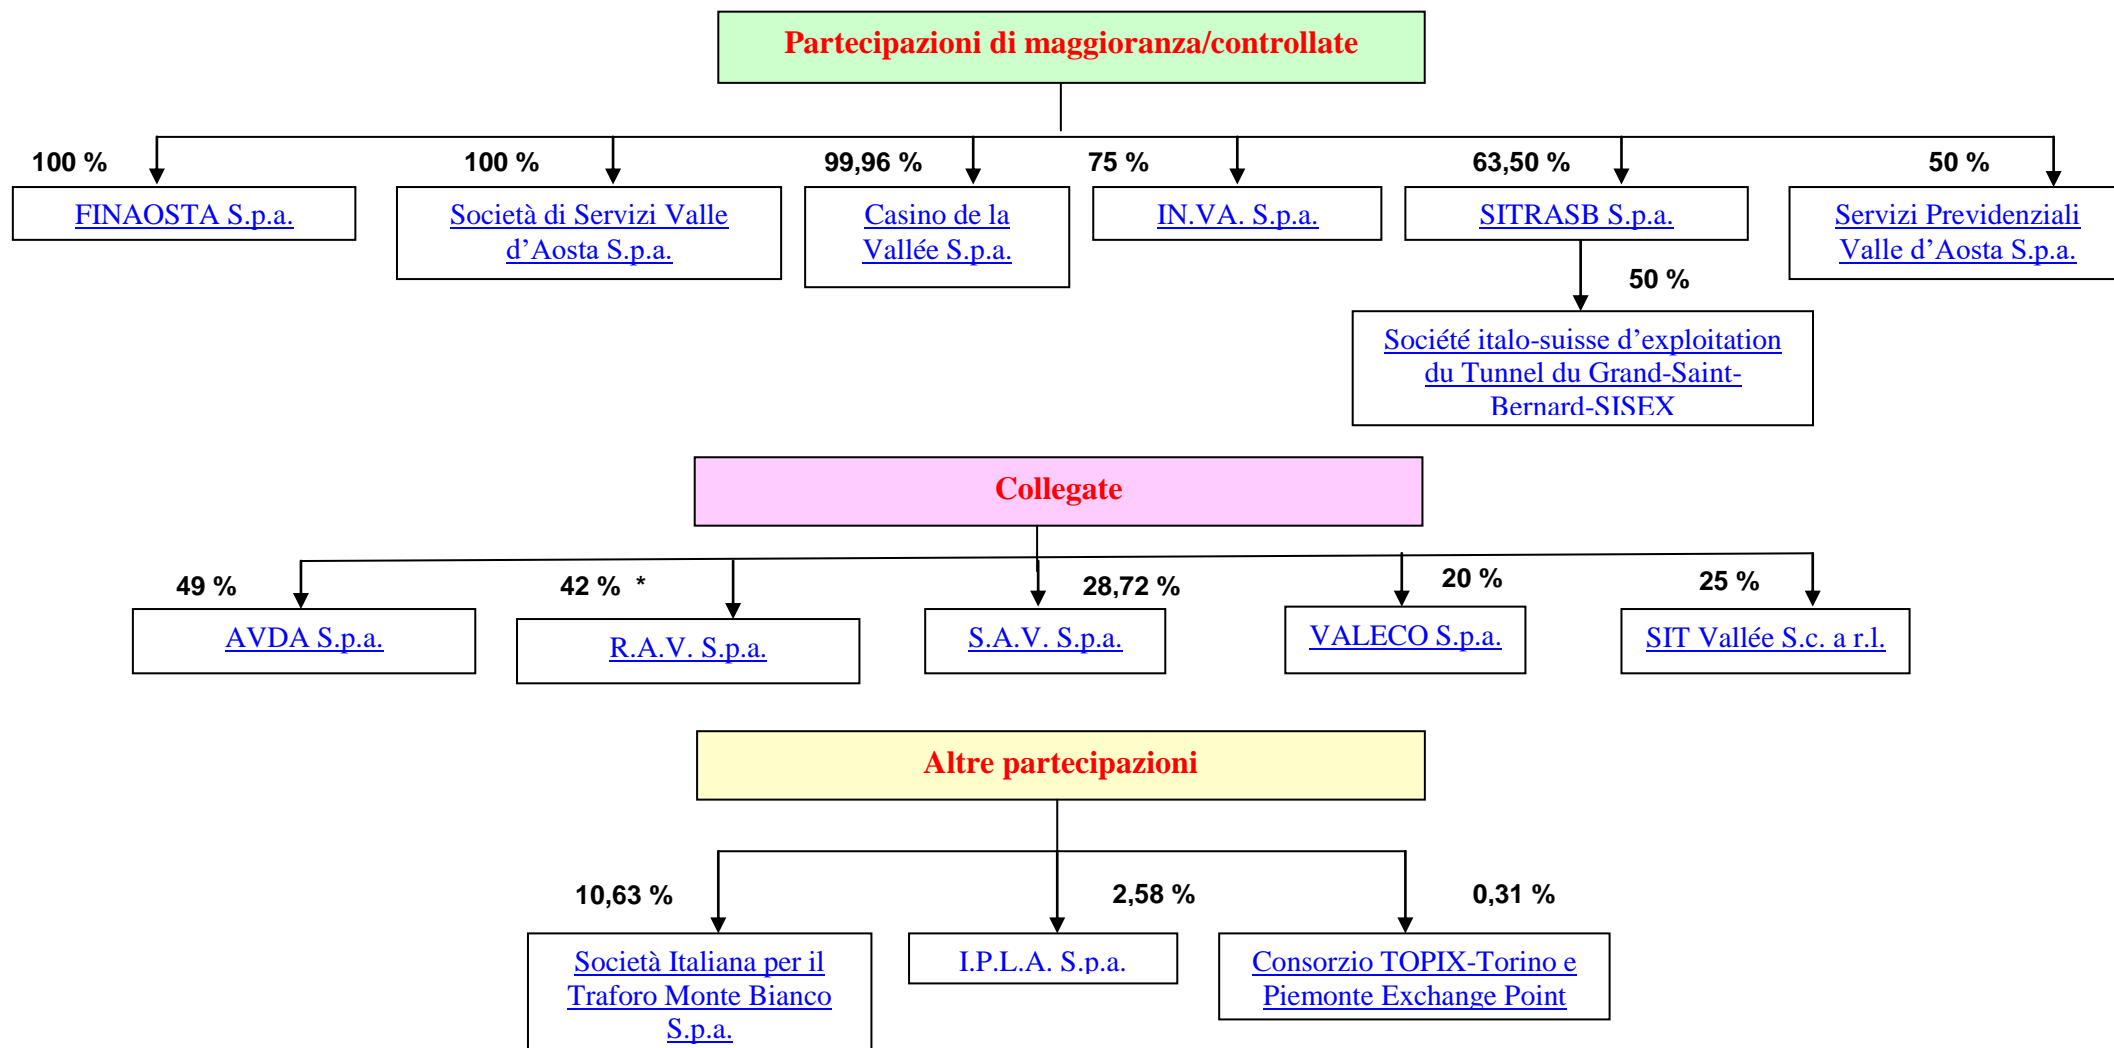 Partecipazioni di maggioranza/controllate
100 %
100 %
99,96 %
75 %
63,50 %
50 %
FINAOSTA S.p.a.
Società di Servizi Valle
d’Aosta S.p.a.
Casino de la
Vallée S.p.a.
IN.VA. S.p.a.
SITRASB S.p.a.
Servizi Previdenziali
Valle d’Aosta S.p.a.
50 %
Société italo-suisse d’exploitation
du Tunnel du Grand-Saint-
Bernard-SISEX
Collegate
49 %
42 % *
28,72 %
20 %
25 %
AVDA S.p.a.
R.A.V. S.p.a.
S.A.V. S.p.a.
VALECO S.p.a.
SIT Vallée S.c. a r.l.
Altre partecipazioni
10,63 %
2,58 %
0,31 %
Società Italiana per il
Traforo Monte Bianco
S.p.a.
I.P.L.A. S.p.a.
Consorzio TOPIX-Torino e
Piemonte Exchange Point